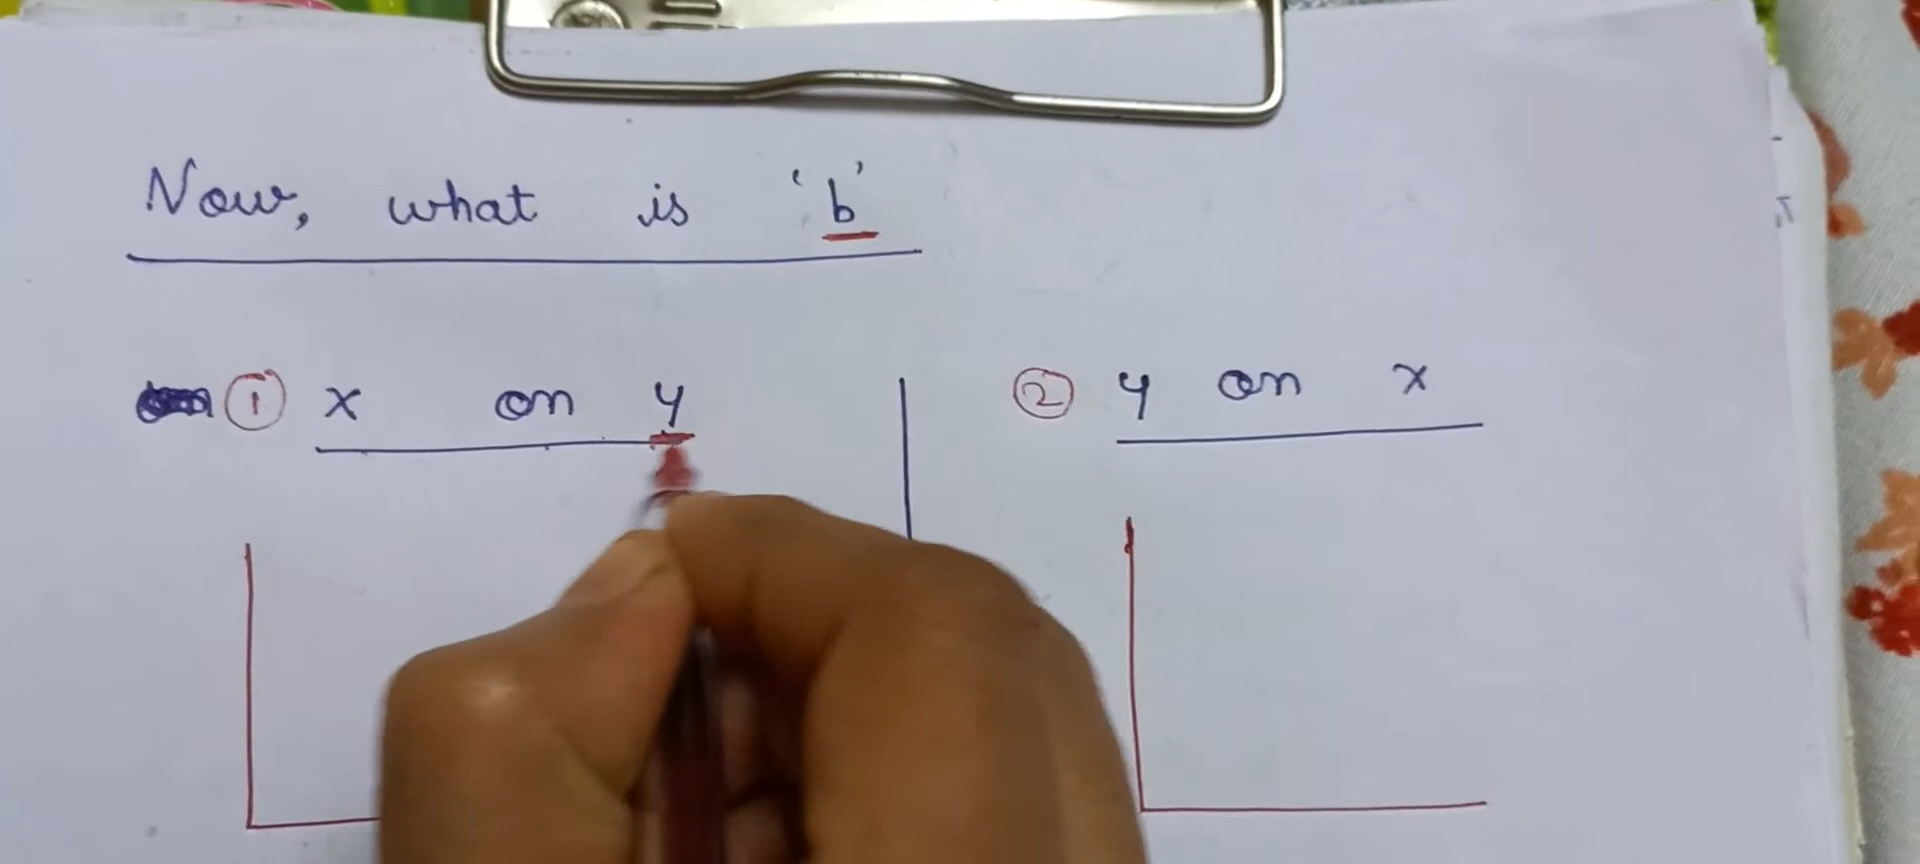 Now, what is 'b'
① x on y
② y on x